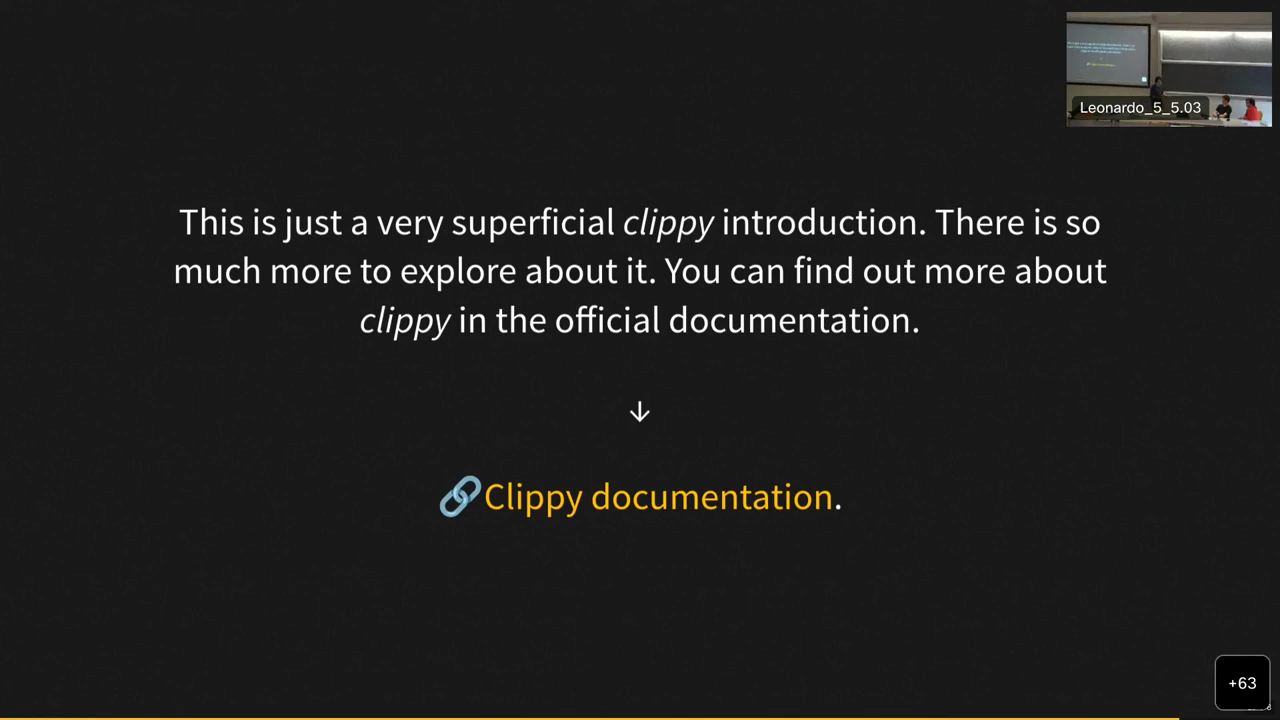 Leonardo_5_5.03
This is just a very superficial clippy introduction. There is so
much more to explore about it. You can find out more about
clippy in the official documentation.
↓
🔗Clippy documentation.
+63